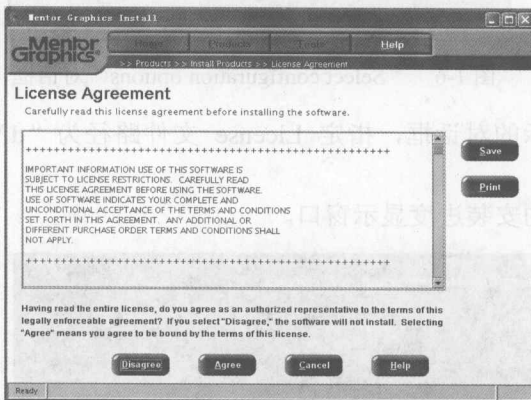 Mentor Graphics Install
Mentor Graphics®
Home Products Tools Help
>> Products >> Install Products >> License Agreement
License Agreement
Carefully read this license agreement before installing the software.
++++++++++++++++++++++++++++++++++++++++++++++++++++++
IMPORTANT INFORMATION USE OF THIS SOFTWARE IS
SUBJECT TO LICENSE RESTRICTIONS. CAREFULLY READ
THIS LICENSE AGREEMENT BEFORE USING THE SOFTWARE.
USE OF SOFTWARE INDICATES YOUR COMPLETE AND
UNCONDITIONAL ACCEPTANCE OF THE TERMS AND CONDITIONS
SET FORTH IN THIS AGREEMENT. ANY ADDITIONAL OR
DIFFERENT PURCHASE ORDER TERMS AND CONDITIONS SHALL
NOT APPLY.
++++++++++++++++++++++++++++++++++++++++++++++++++++++
Save
Print
Having read the entire license, do you agree as an authorized representative to the terms of this
legally enforceable agreement? If you select "Disagree," the software will not install. Selecting
"Agree" means you agree to be bound by the terms of this license.
Disagree Agree Cancel Help
Ready